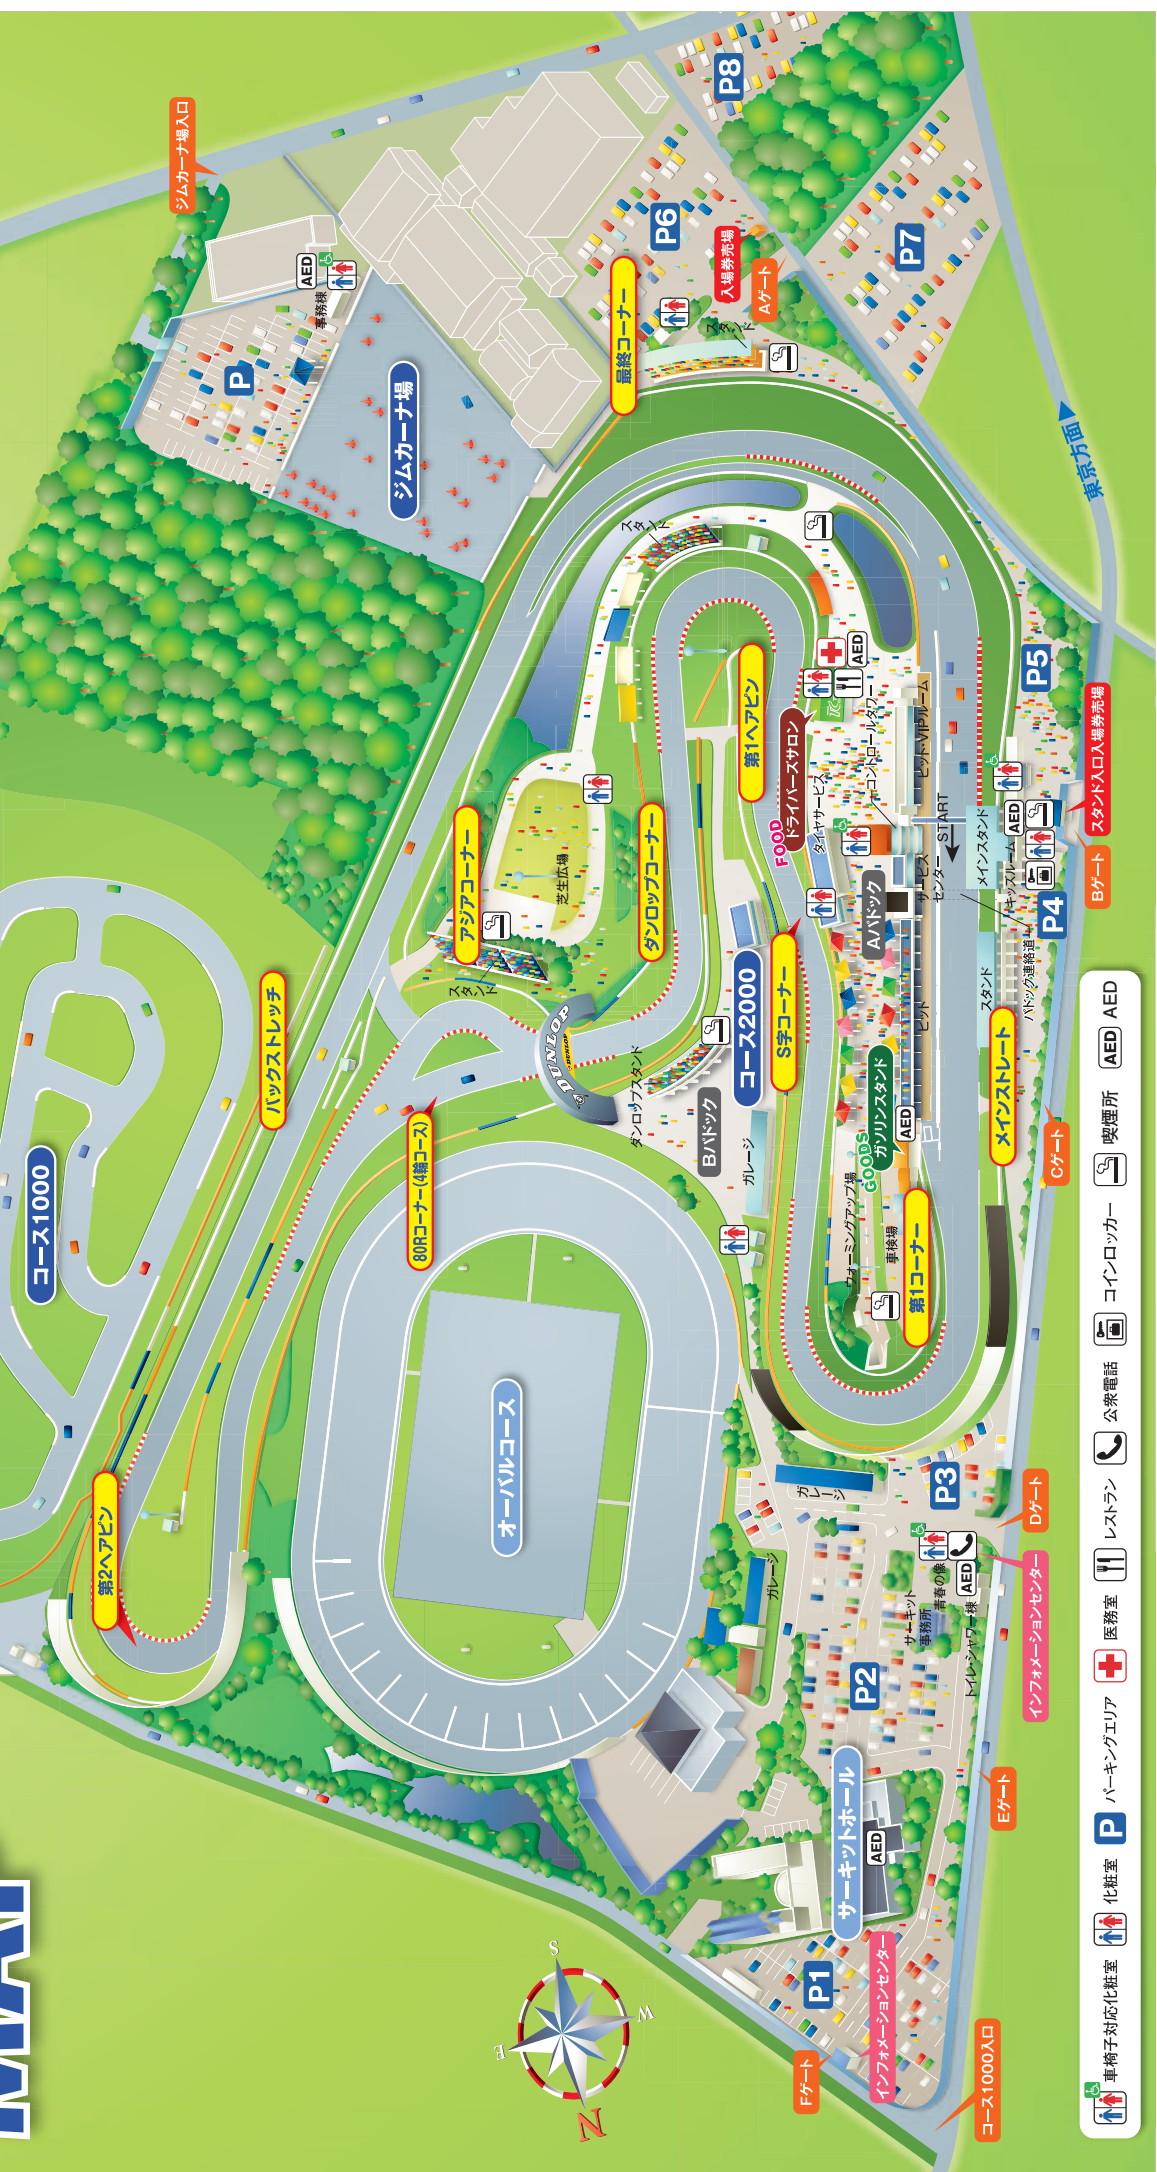 コース1000
第2ヘアピン
バックストレッチ
80Rコーナー(4輪コース)
オーバルコース
ジムカーナ場入口
AED
事務棟
P
ジムカーナ場
アジアコーナー
スタンド
芝生広場
ダンロップコーナー
スタンド
DUNLOP
DUNLOP
ダンロップスタンド
Bパドック
ガレージ
コース2000
S字コーナー
第1ヘアピン
最終コーナー
スタンド
入場券売場
Aゲート
P6
P8
P7
東京方面
FOOD
ドライバーズサロン
AED
タイヤサービス
コントロールタワー
ピット・VIPルーム
Aパドック
サービス
センター
START
メインスタンド
キッズルーム
AED
P5
スタンド入口入場券売場
Bゲート
P4
スタンド
パドック連絡道
ピット
メインストレート
GOODS
ガソリンスタンド
AED
ウォーミングアップ場
車検場
第1コーナー
Cゲート
ガレージ
P3
Dゲート
ガレージ
サーキット
事務所
青春の像
AED
トイレ・シャワー棟
インフォメーションセンター
P2
サーキットホール
AED
Eゲート
P1
インフォメーションセンター
Fゲート
コース1000入口
N
E
S
W
車椅子対応化粧室
化粧室
P パーキングエリア
医務室
レストラン
公衆電話
コインロッカー
喫煙所
AED AED